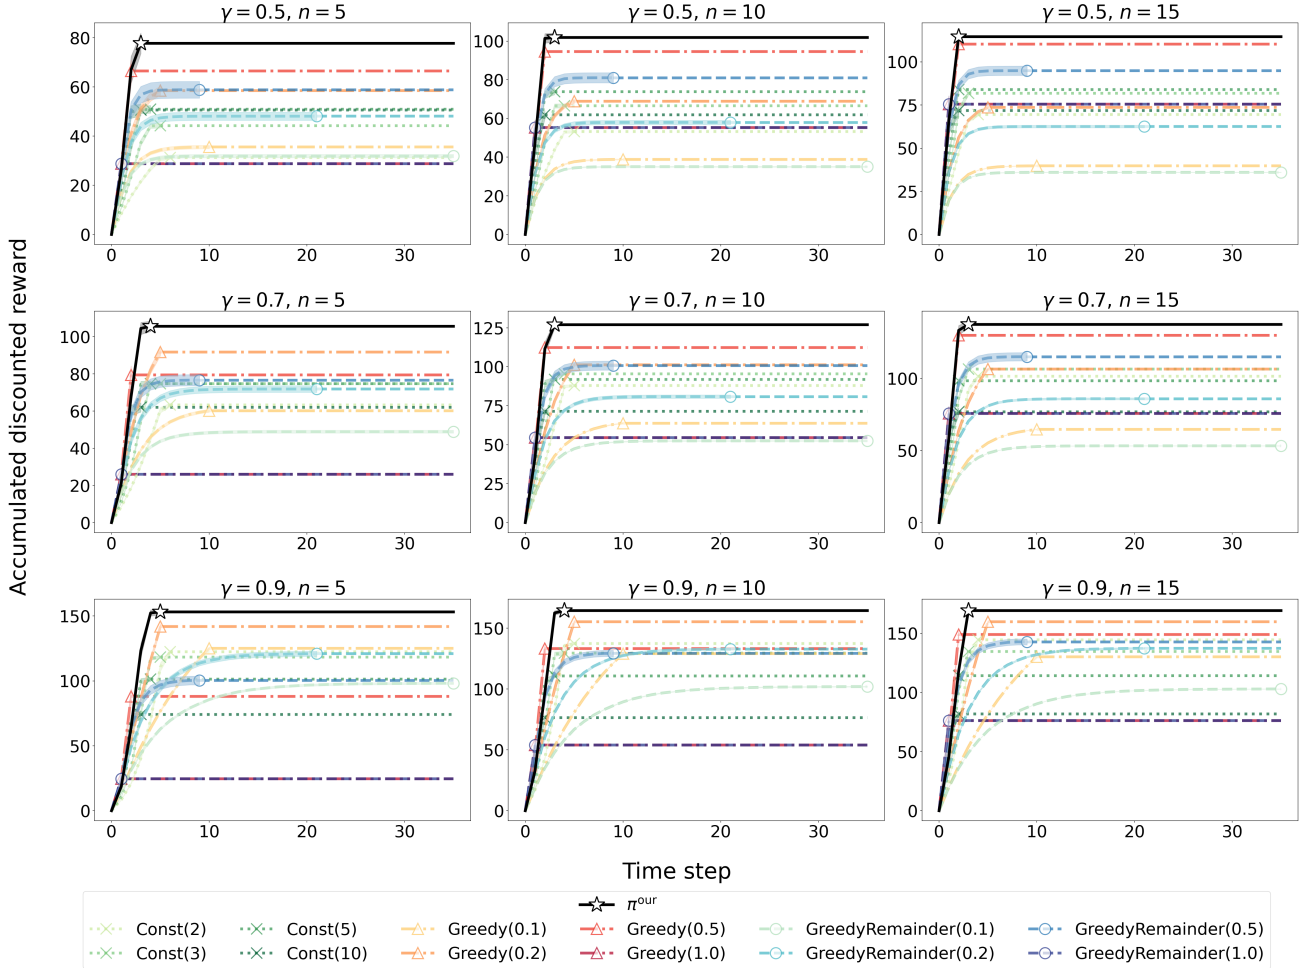 γ = 0.5, n = 5
γ = 0.5, n = 10
γ = 0.5, n = 15
80
60
40
20
0
0 10 20 30
100
80
60
40
20
0
0 10 20 30
150
125
100
75
50
25
0
0 10 20 30
γ = 0.7, n = 5
γ = 0.7, n = 10
γ = 0.7, n = 15
100
80
60
40
20
0
0 10 20 30
125
100
75
50
25
0
0 10 20 30
100
50
0
0 10 20 30
γ = 0.9, n = 5
γ = 0.9, n = 10
γ = 0.9, n = 15
150
100
50
0
0 10 20 30
150
100
50
0
0 10 20 30
150
100
50
0
0 10 20 30
Accumulated discounted reward
Time step
π^our
Const(2) Const(5) Greedy(0.1) Greedy(0.5) GreedyRemainder(0.1) GreedyRemainder(0.5)
Const(3) Const(10) Greedy(0.2) Greedy(1.0) GreedyRemainder(0.2) GreedyRemainder(1.0)